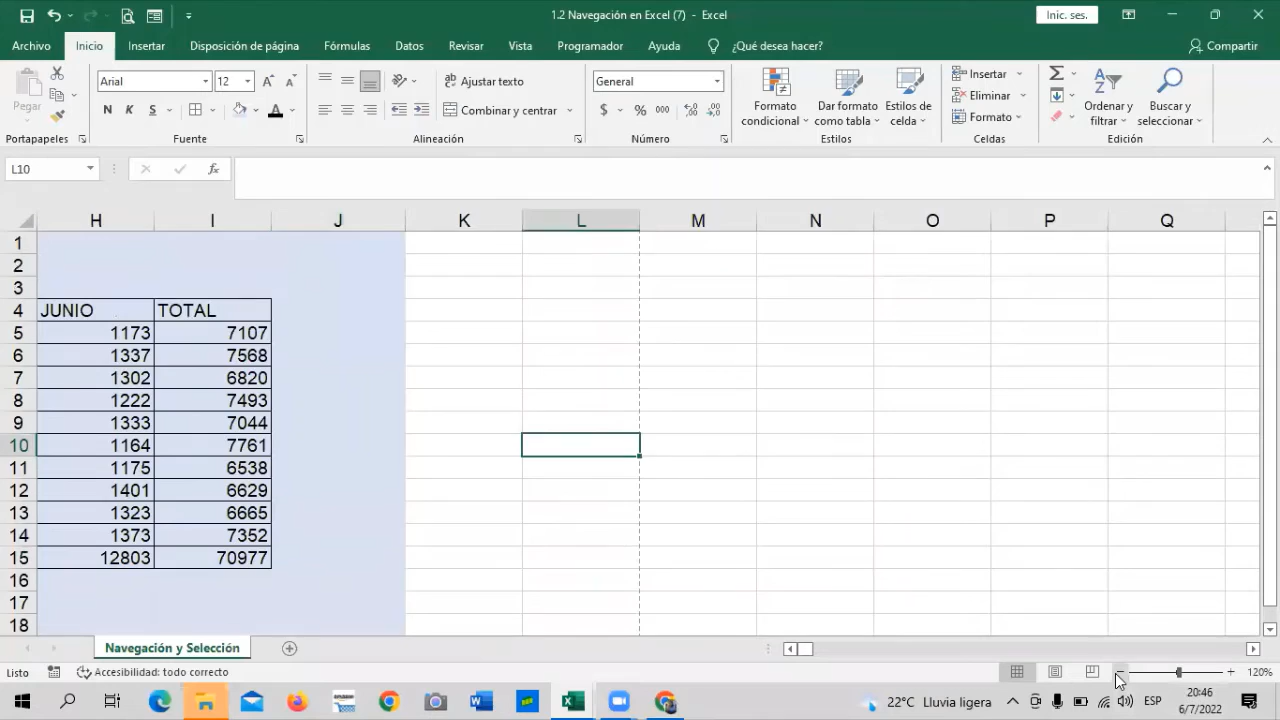 1.2 Navegación en Excel (7) - Excel
Inic. ses.
Archivo Inicio Insertar Disposición de página Fórmulas Datos Revisar Vista Programador Ayuda ¿Qué desea hacer? Compartir
Pegar
Arial 12
Ajustar texto
General
Formato condicional
Dar formato como tabla
Estilos de celda
Insertar
Eliminar
Formato
Ordenar y filtrar
Buscar y seleccionar
N K S
Combinar y centrar
$ % 000
Portapapeles Fuente Alineación Número Estilos Celdas Edición
L10 fx
H I J K L M N O P Q
1
2
3
4 JUNIO TOTAL
5 1173 7107
6 1337 7568
7 1302 6820
8 1222 7493
9 1333 7044
10 1164 7761
11 1175 6538
12 1401 6629
13 1323 6665
14 1373 7352
15 12803 70977
16
17
18
Navegación y Selección
Listo Accesibilidad: todo correcto 120%
22°C Lluvia ligera ESP 20:46
6/7/2022